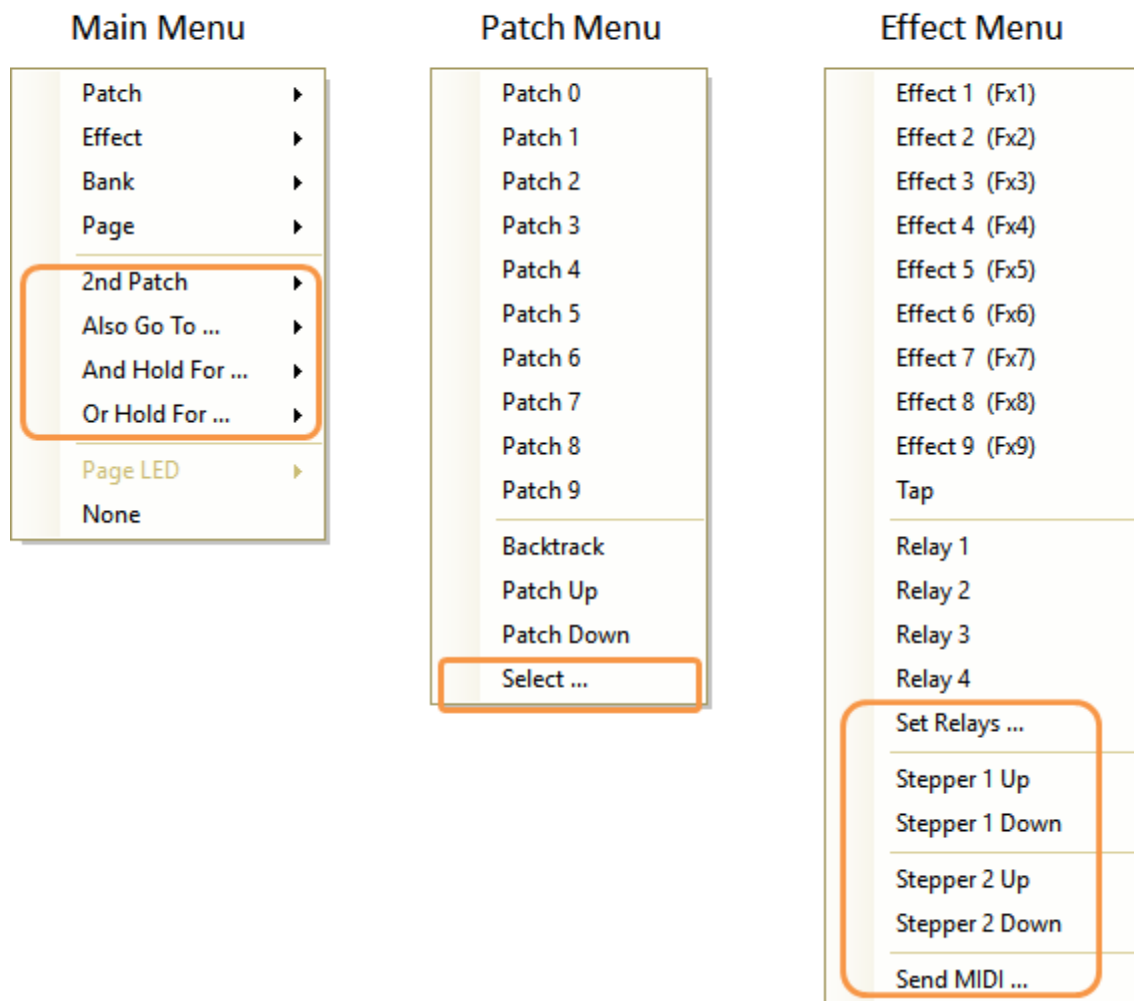 Main Menu
Patch
Effect
Bank
Page
2nd Patch
Also Go To ...
And Hold For ...
Or Hold For ...
Page LED
None
Patch Menu
Patch 0
Patch 1
Patch 2
Patch 3
Patch 4
Patch 5
Patch 6
Patch 7
Patch 8
Patch 9
Backtrack
Patch Up
Patch Down
Select ...
Effect Menu
Effect 1 (Fx1)
Effect 2 (Fx2)
Effect 3 (Fx3)
Effect 4 (Fx4)
Effect 5 (Fx5)
Effect 6 (Fx6)
Effect 7 (Fx7)
Effect 8 (Fx8)
Effect 9 (Fx9)
Tap
Relay 1
Relay 2
Relay 3
Relay 4
Set Relays ...
Stepper 1 Up
Stepper 1 Down
Stepper 2 Up
Stepper 2 Down
Send MIDI ...